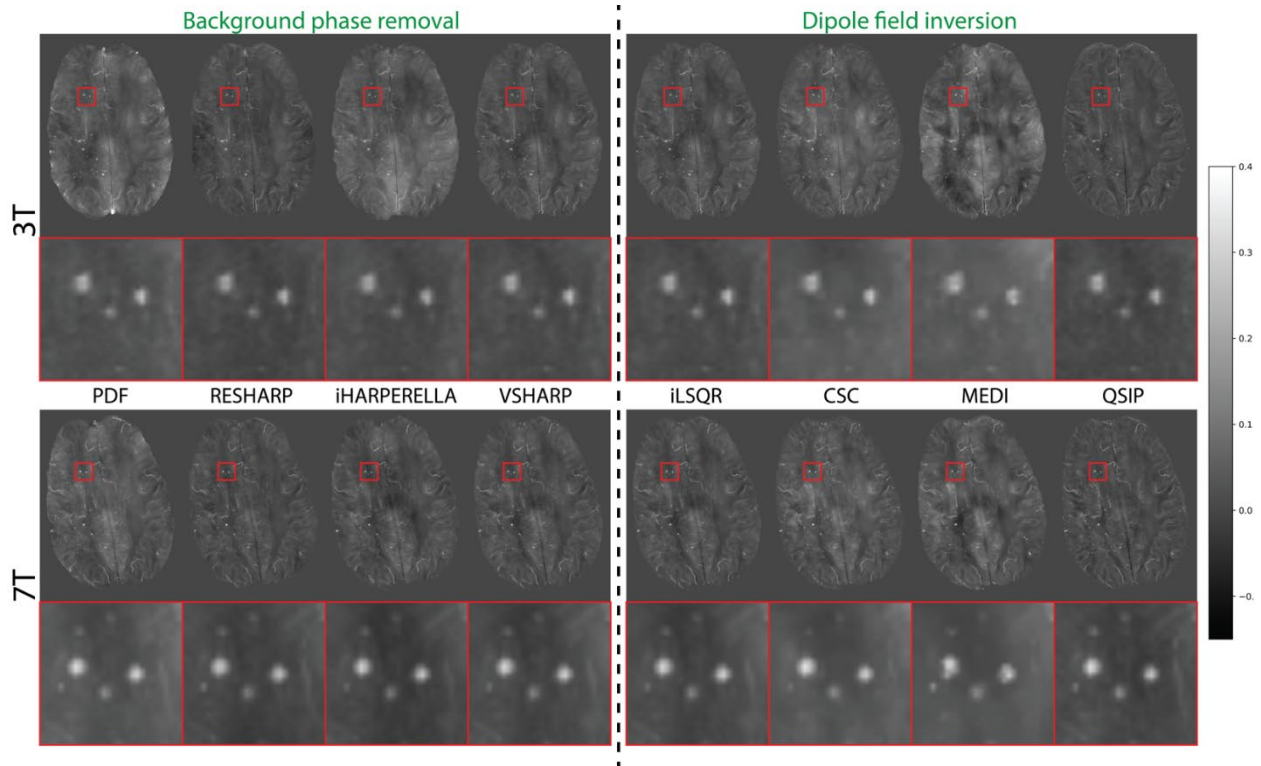 Background phase removal
Dipole field inversion
3T
0.4
0.3
0.2
0.1
0.0
−0.
PDF
RESHARP
iHARPERELLA
VSHARP
iLSQR
CSC
MEDI
QSIP
7T